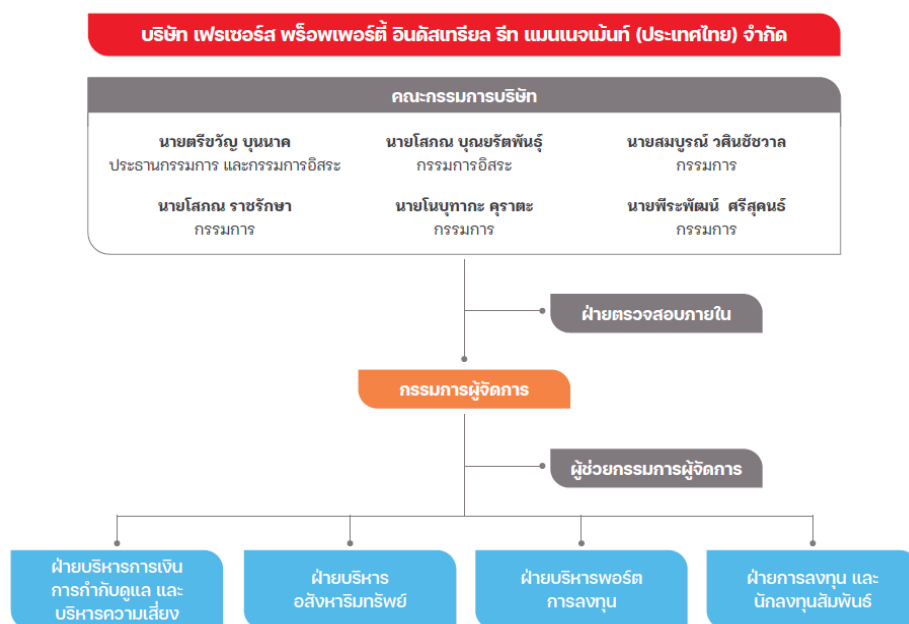 บริษัท เฟรเซอร์ส พร็อพเพอร์ตี้ อินดัสเทรียล รีท แมนเนจเม้นท์ (ประเทศไทย) จำกัด
คณะกรรมการบริษัท
นายตรีขวัญ บุนนาค
ประธานกรรมการ และกรรมการอิสระ
นายโสภณ บุณยรัตพันธุ์
กรรมการอิสระ
นายสมบูรณ์ วศินชัชวาล
กรรมการ
นายโสภณ ราชรักษา
กรรมการ
นายโนบุทากะ คุราตะ
กรรมการ
นายพีระพัฒน์ ศรีสุคนธ์
กรรมการ
ฝ่ายตรวจสอบภายใน
กรรมการผู้จัดการ
ผู้ช่วยกรรมการผู้จัดการ
ฝ่ายบริหารการเงิน
การกำกับดูแล และ
บริหารความเสี่ยง
ฝ่ายบริหาร
อสังหาริมทรัพย์
ฝ่ายบริหารพอร์ต
การลงทุน
ฝ่ายการลงทุน และ
นักลงทุนสัมพันธ์